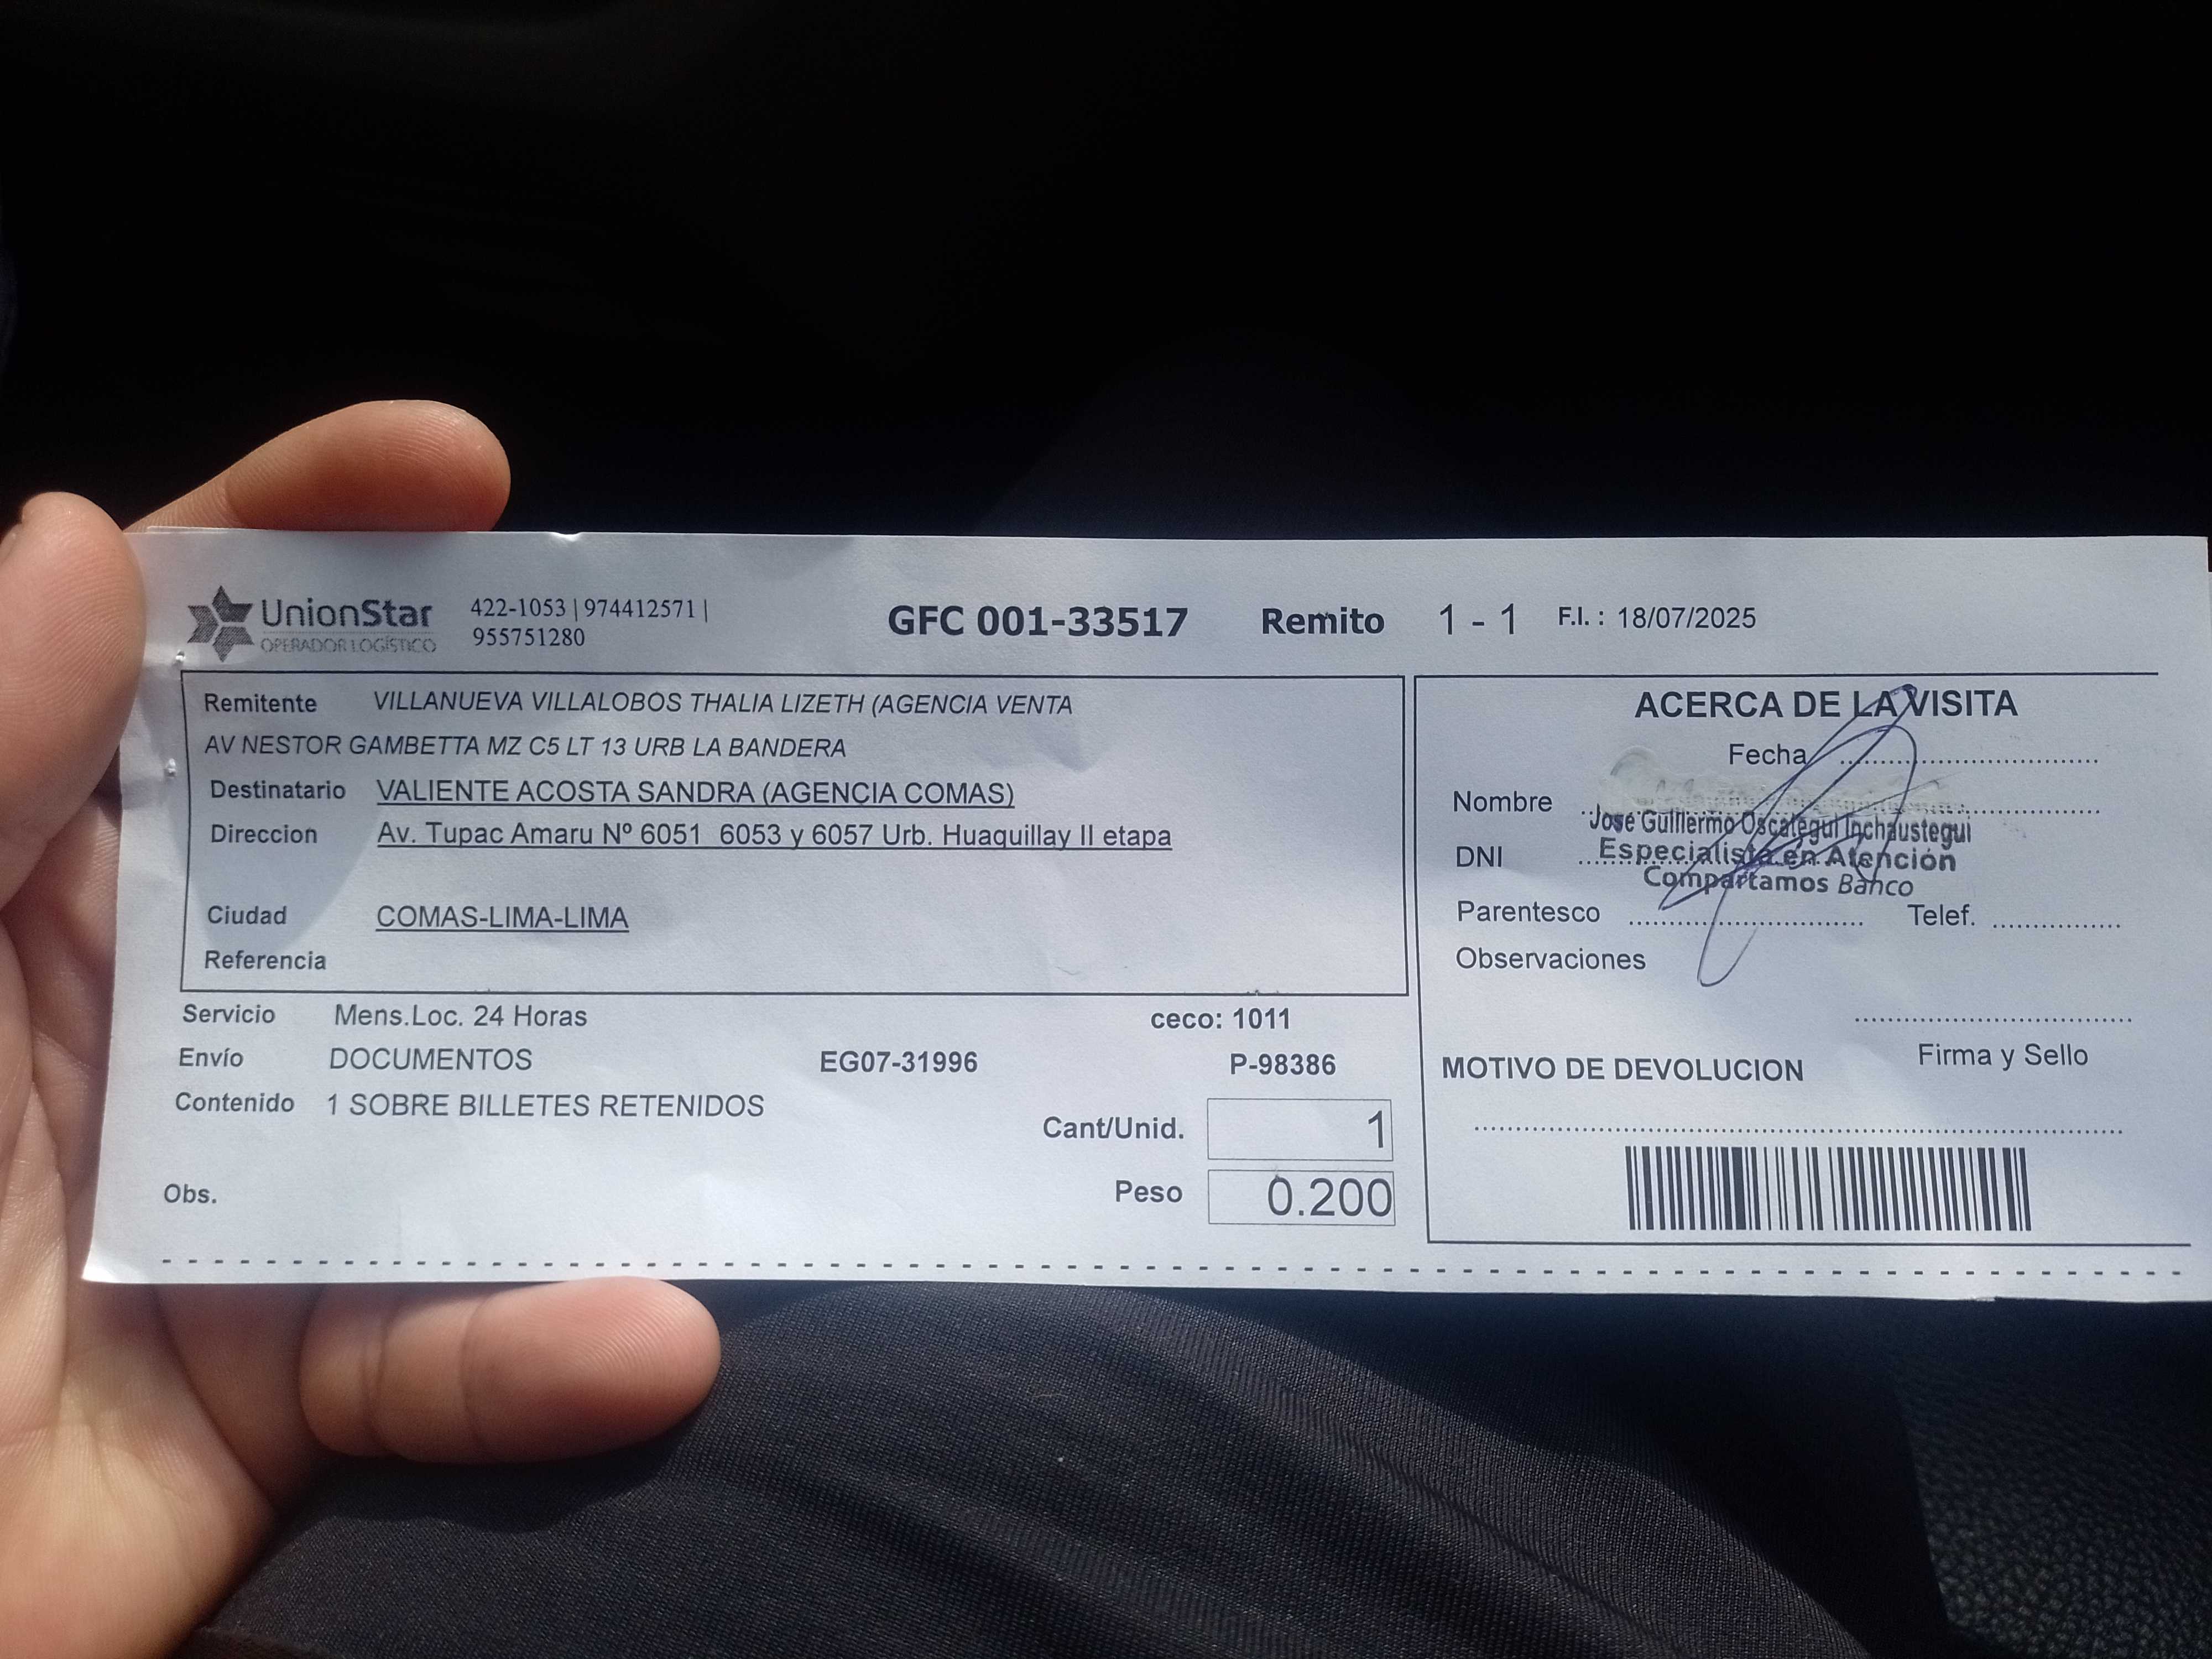 UnionStar
OPERADOR LOGÍSTICO
422-1053 | 974412571 |
955751280
GFC 001-33517 Remito 1 - 1 F.I. : 18/07/2025
Remitente VILLANUEVA VILLALOBOS THALIA LIZETH (AGENCIA VENTA
AV NESTOR GAMBETTA MZ C5 LT 13 URB LA BANDERA
Destinatario VALIENTE ACOSTA SANDRA (AGENCIA COMAS)
Direccion Av. Tupac Amaru Nº 6051 6053 y 6057 Urb. Huaquillay II etapa
Ciudad COMAS-LIMA-LIMA
Referencia
Servicio Mens.Loc. 24 Horas ceco: 1011
Envío DOCUMENTOS EG07-31996 P-98386
Contenido 1 SOBRE BILLETES RETENIDOS
Cant/Unid. 1
Obs. Peso 0.200
ACERCA DE LA VISITA
Fecha
Nombre
José Guillermo Oscátegui Inchaustegui
DNI Especialista en Atención
Compartamos Banco
Parentesco Telef.
Observaciones
Firma y Sello
MOTIVO DE DEVOLUCION